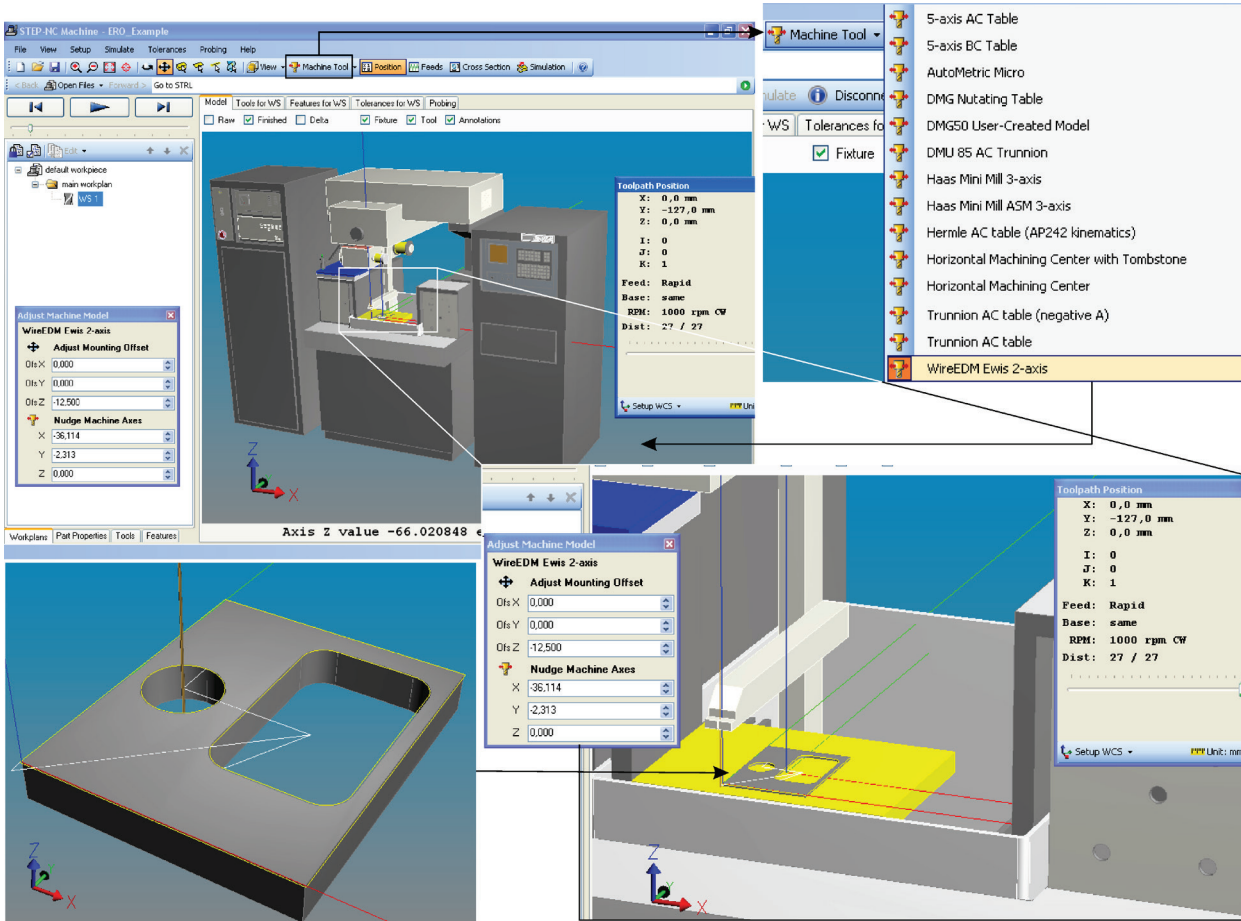 STEP-NC Machine - ERO_Example
File View Setup Simulate Tolerances Probing Help
View Machine Tool Position Feeds Cross Section Simulation
< Back Open Files Forward > Go to STRL
Model Tools for WS Features for WS Tolerances for WS Probing
Raw Finished Delta Fixture Tool Annotations
Edit
default workpiece
main workplan
WS 1
Adjust Machine Model
WireEDM Ewis 2-axis
Adjust Mounting Offset
Ofs X 0,000
Ofs Y 0,000
Ofs Z -12,500
Nudge Machine Axes
X -36,114
Y -2,313
Z 0,000
Workplans Part Properties Tools Features
Toolpath Position
X: 0,0 mm
Y: -127,0 mm
Z: 0,0 mm
I: 0
J: 0
K: 1
Feed: Rapid
Base: same
RPM: 1000 rpm CW
Dist: 27 / 27
Setup WCS Uni
Z
X
Axis Z value -66.020848 e
Machine Tool
mulate Disconne
r WS Tolerances fo
Fixture
5-axis AC Table
5-axis BC Table
AutoMetric Micro
DMG Nutating Table
DMG50 User-Created Model
DMU 85 AC Trunnion
Haas Mini Mill 3-axis
Haas Mini Mill ASM 3-axis
Hermle AC table (AP242 kinematics)
Horizontal Machining Center with Tombstone
Horizontal Machining Center
Trunnion AC table (negative A)
Trunnion AC table
WireEDM Ewis 2-axis
Z
X
Adjust Machine Model
WireEDM Ewis 2-axis
Adjust Mounting Offset
Ofs X 0,000
Ofs Y 0,000
Ofs Z -12,500
Nudge Machine Axes
X -36,114
Y -2,313
Z 0,000
Toolpath Position
X: 0,0 mm
Y: -127,0 mm
Z: 0,0 mm
I: 0
J: 0
K: 1
Feed: Rapid
Base: same
RPM: 1000 rpm CW
Dist: 27 / 27
Setup WCS Unit: mm
Z
X